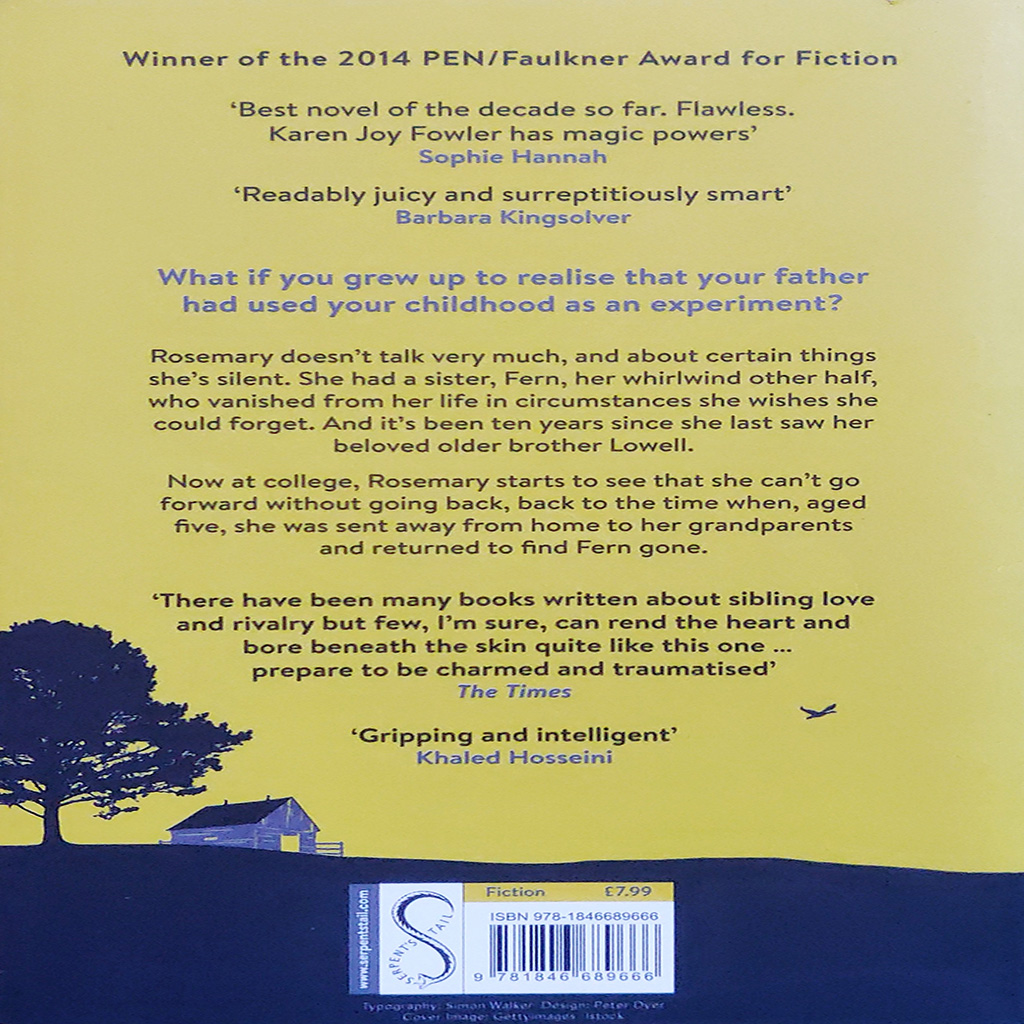 Winner of the 2014 PEN/Faulkner Award for Fiction
‘Best novel of the decade so far. Flawless.
Karen Joy Fowler has magic powers’
Sophie Hannah
‘Readably juicy and surreptitiously smart’
Barbara Kingsolver
What if you grew up to realise that your father
had used your childhood as an experiment?
Rosemary doesn’t talk very much, and about certain things
she’s silent. She had a sister, Fern, her whirlwind other half,
who vanished from her life in circumstances she wishes she
could forget. And it’s been ten years since she last saw her
beloved older brother Lowell.
Now at college, Rosemary starts to see that she can’t go
forward without going back, back to the time when, aged
five, she was sent away from home to her grandparents
and returned to find Fern gone.
‘There have been many books written about sibling love
and rivalry but few, I’m sure, can rend the heart and
bore beneath the skin quite like this one ...
prepare to be charmed and traumatised’
The Times
‘Gripping and intelligent’
Khaled Hosseini
www.serpentstail.com
SERPENT'S TAIL
Fiction £7.99
ISBN 978-1846689666
9 781846 689666
Typography: Simon Walker Design: Peter Dyer
Cover Image: Gettyimages Istock